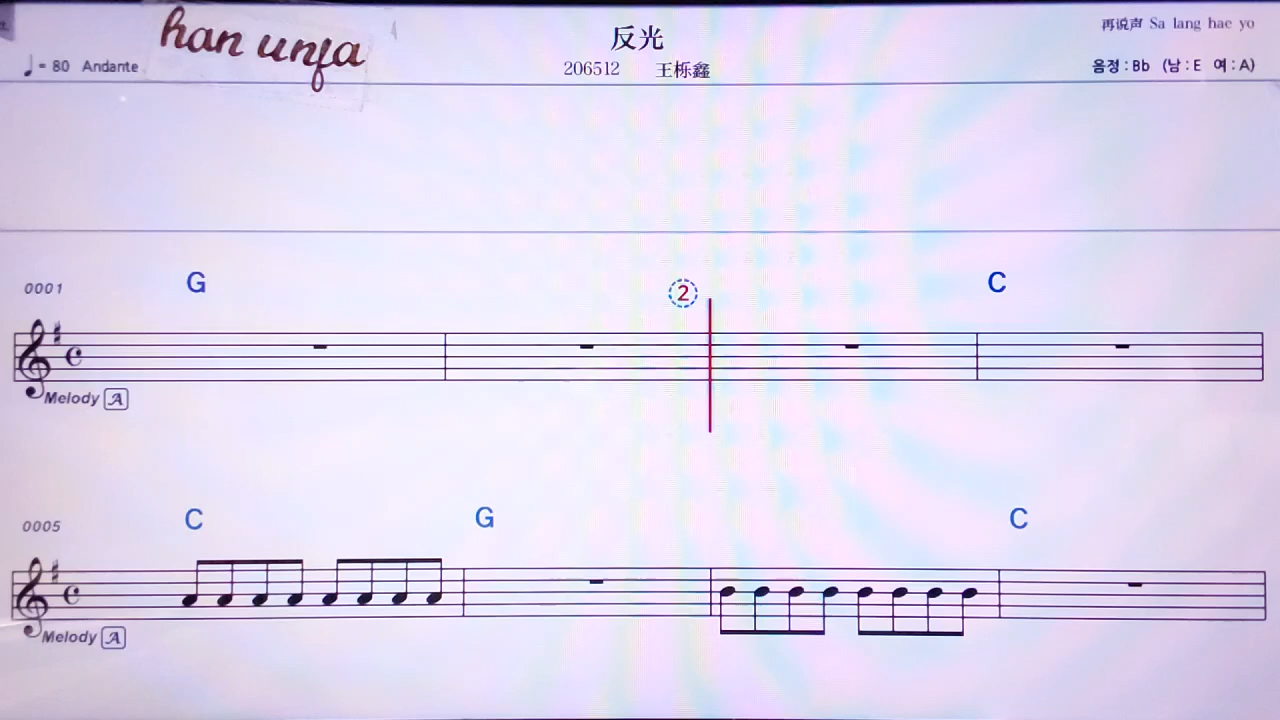 han unfa
反光
再说声 Sa lang hae yo
♩= 80 Andante
206512 王栎鑫
음정 : Bb (남 : E 여 : A)
0001 G 2 C
Melody A
0005 C G C
Melody A